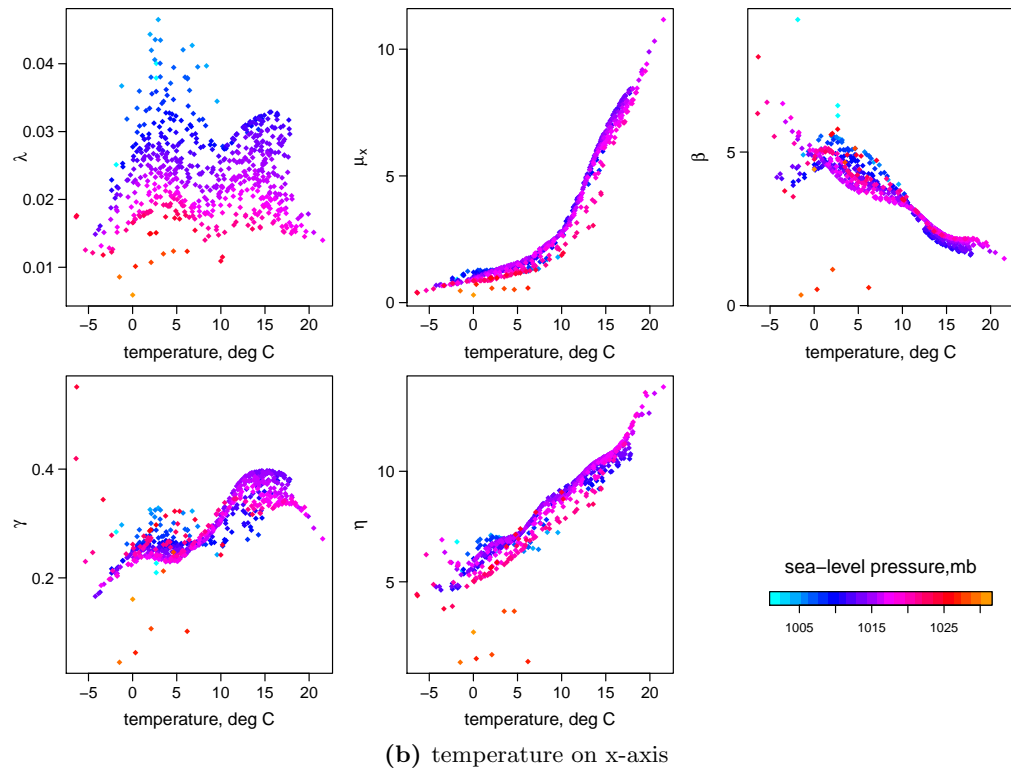 0.04
0.03
0.02
0.01
λ
−5 0 5 10 15 20
temperature, deg C
10
5
0
μx
−5 0 5 10 15 20
temperature, deg C
5
0
β
−5 0 5 10 15 20
temperature, deg C
0.4
0.2
γ
−5 0 5 10 15 20
temperature, deg C
10
5
η
−5 0 5 10 15 20
temperature, deg C
sea−level pressure,mb
1005 1015 1025
(b) temperature on x-axis